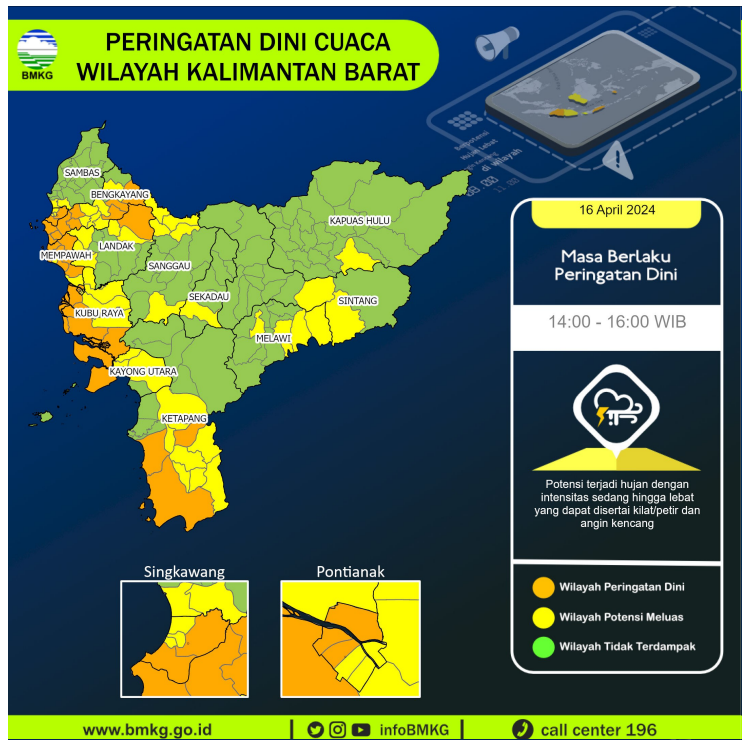 PERINGATAN DINI CUACA
WILAYAH KALIMANTAN BARAT
BMKG
di wilayah
16 April 2024
Masa Berlaku
Peringatan Dini
14:00 - 16:00 WIB
Potensi terjadi hujan dengan
intensitas sedang hingga lebat
yang dapat disertai kilat/petir dan
angin kencang
Wilayah Peringatan Dini
Wilayah Potensi Meluas
Wilayah Tidak Terdampak
SAMBAS
BENGKAYANG
KAPUAS HULU
LANDAK
MEMPAWAH
SANGGAU
SEKADAU
SINTANG
KUBU RAYA
MELAWI
KAYONG UTARA
KETAPANG
Singkawang
Pontianak
www.bmkg.go.id
infoBMKG
call center 196